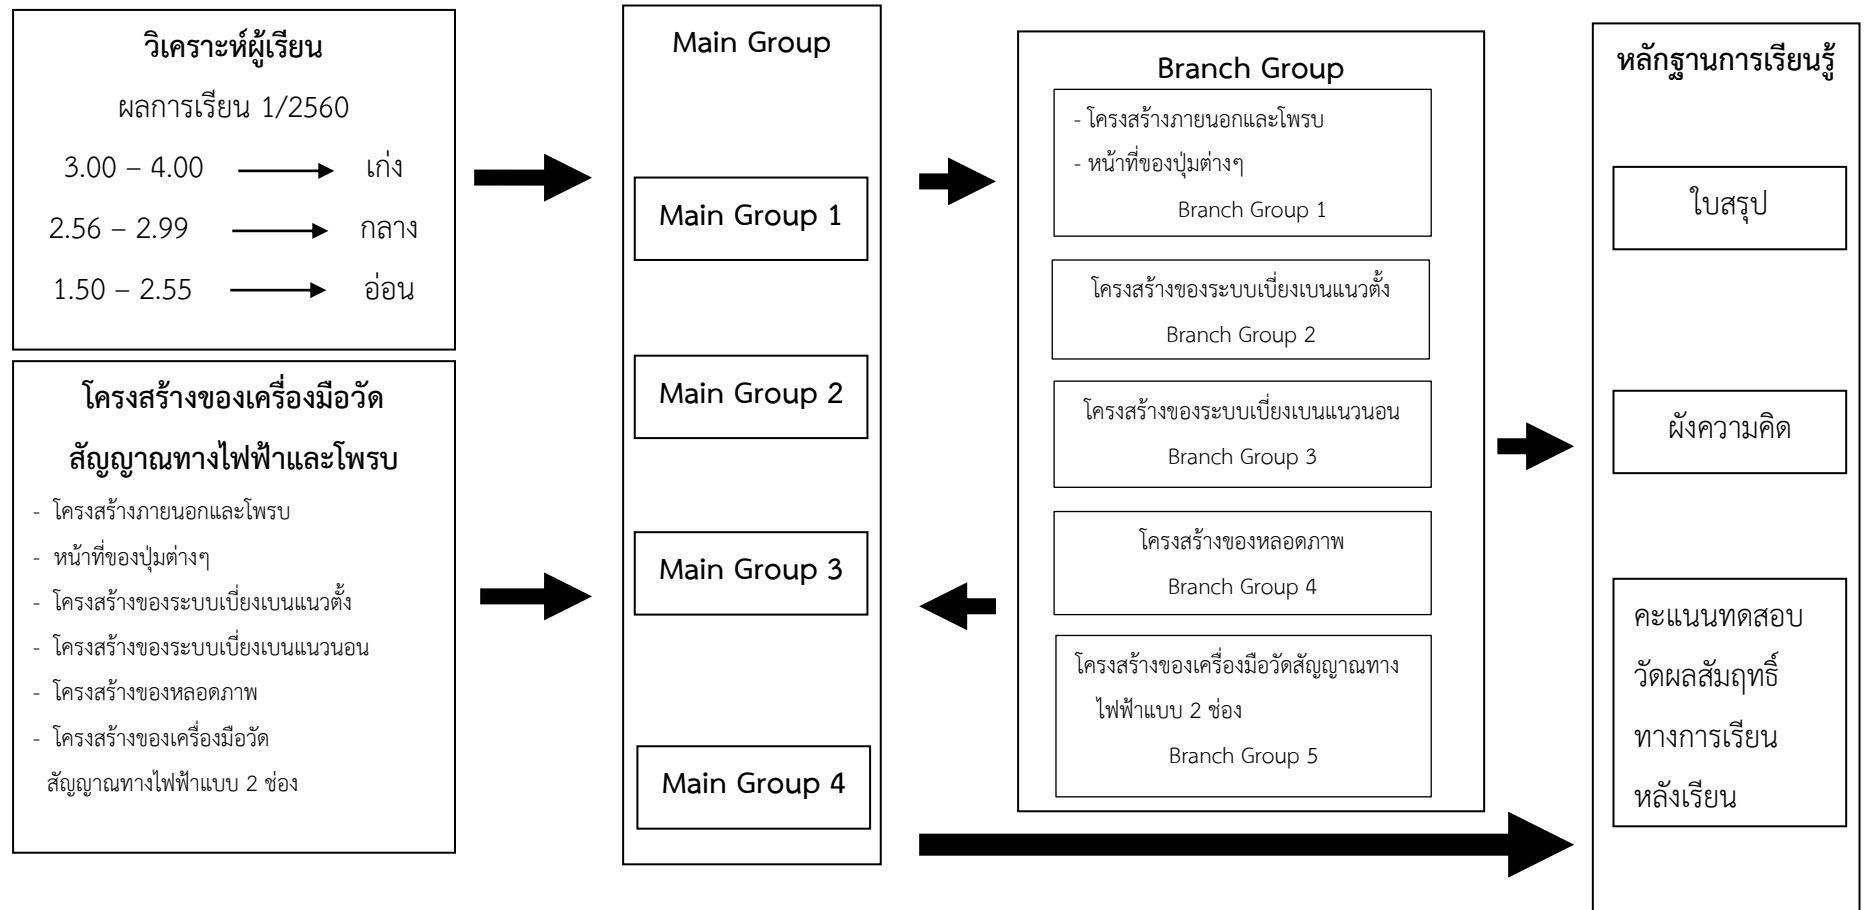 วิเคราะห์ผู้เรียน
ผลการเรียน 1/2560
3.00 – 4.00 เก่ง
2.56 – 2.99 กลาง
1.50 – 2.55 อ่อน
โครงสร้างของเครื่องมือวัด
สัญญาณทางไฟฟ้าและโพรบ
- โครงสร้างภายนอกและโพรบ
- หน้าที่ของปุ่มต่างๆ
- โครงสร้างของระบบเบี่ยงเบนแนวตั้ง
- โครงสร้างของระบบเบี่ยงเบนแนวนอน
- โครงสร้างของหลอดภาพ
- โครงสร้างของเครื่องมือวัด
สัญญาณทางไฟฟ้าแบบ 2 ช่อง
Main Group
Main Group 1
Main Group 2
Main Group 3
Main Group 4
Branch Group
- โครงสร้างภายนอกและโพรบ
- หน้าที่ของปุ่มต่างๆ
Branch Group 1
โครงสร้างของระบบเบี่ยงเบนแนวตั้ง
Branch Group 2
โครงสร้างของระบบเบี่ยงเบนแนวนอน
Branch Group 3
โครงสร้างของหลอดภาพ
Branch Group 4
โครงสร้างของเครื่องมือวัดสัญญาณทาง
ไฟฟ้าแบบ 2 ช่อง
Branch Group 5
หลักฐานการเรียนรู้
ใบสรุป
ผังความคิด
คะแนนทดสอบ
วัดผลสัมฤทธิ์
ทางการเรียน
หลังเรียน